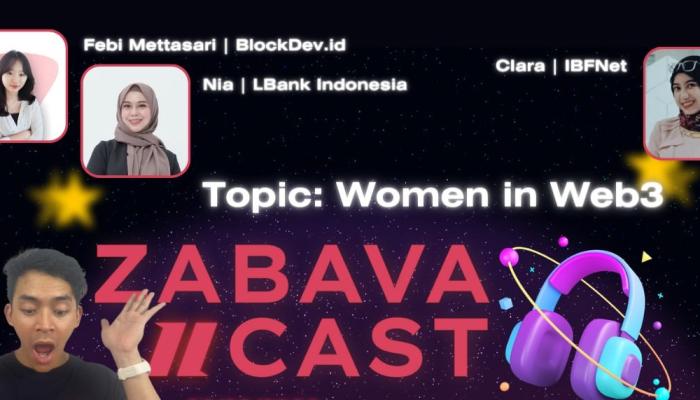 Febi Mettasari | BlockDev.id
Nia | LBank Indonesia
Clara | IBFNet
Topic: Women in Web3
ZABAVA
CAST